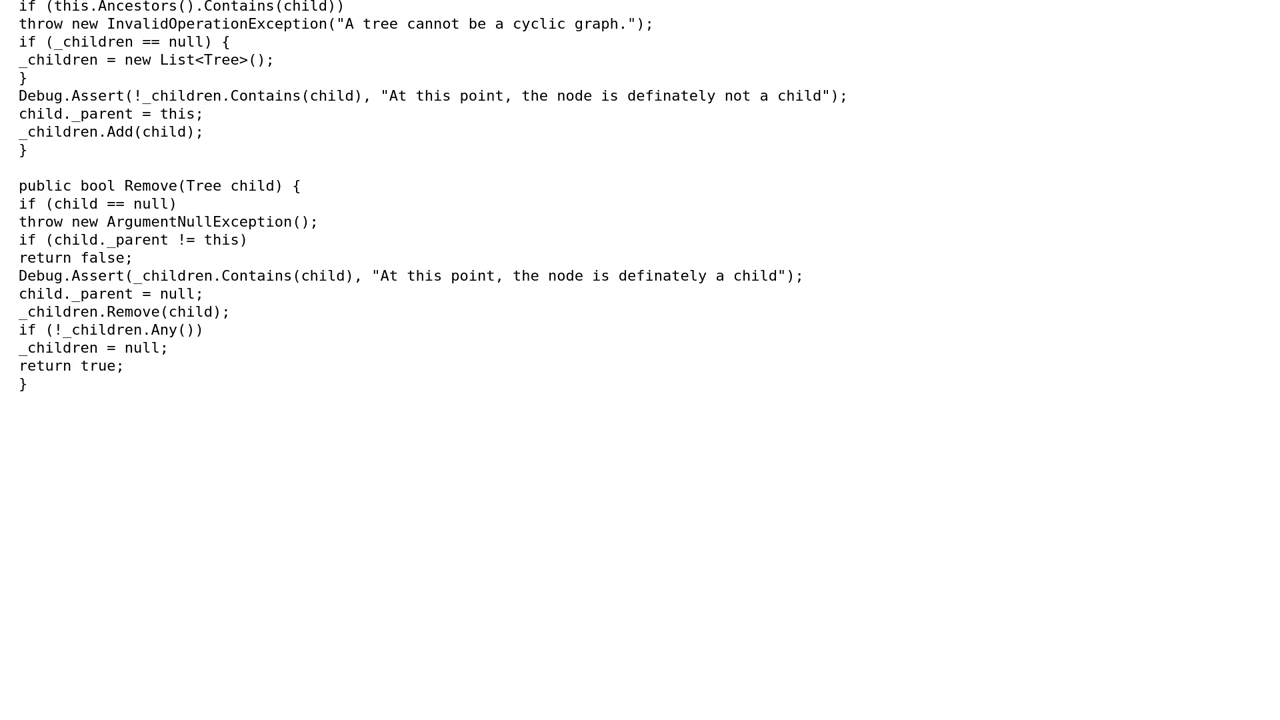 if (this.Ancestors().Contains(child))
throw new InvalidOperationException("A tree cannot be a cyclic graph.");
if (_children == null) {
_children = new List<Tree>();
}
Debug.Assert(!_children.Contains(child), "At this point, the node is definately not a child");
child._parent = this;
_children.Add(child);
}

public bool Remove(Tree child) {
if (child == null)
throw new ArgumentNullException();
if (child._parent != this)
return false;
Debug.Assert(_children.Contains(child), "At this point, the node is definately a child");
child._parent = null;
_children.Remove(child);
if (!_children.Any())
_children = null;
return true;
}